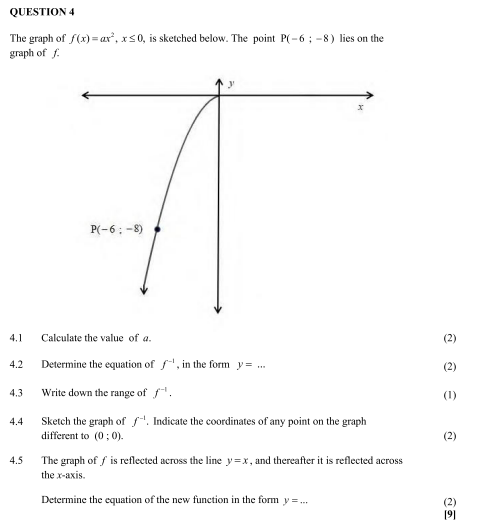 QUESTION 4
The graph of f(x) = ax², x ≤ 0, is sketched below. The point P(−6 ; −8) lies on the
graph of f.
y
x
P(−6 ; −8)
4.1 Calculate the value of a. (2)
4.2 Determine the equation of f⁻¹, in the form y = ... (2)
4.3 Write down the range of f⁻¹. (1)
4.4 Sketch the graph of f⁻¹. Indicate the coordinates of any point on the graph
different to (0 ; 0). (2)
4.5 The graph of f is reflected across the line y = x, and thereafter it is reflected across
the x-axis.
Determine the equation of the new function in the form y = ... (2)
[9]